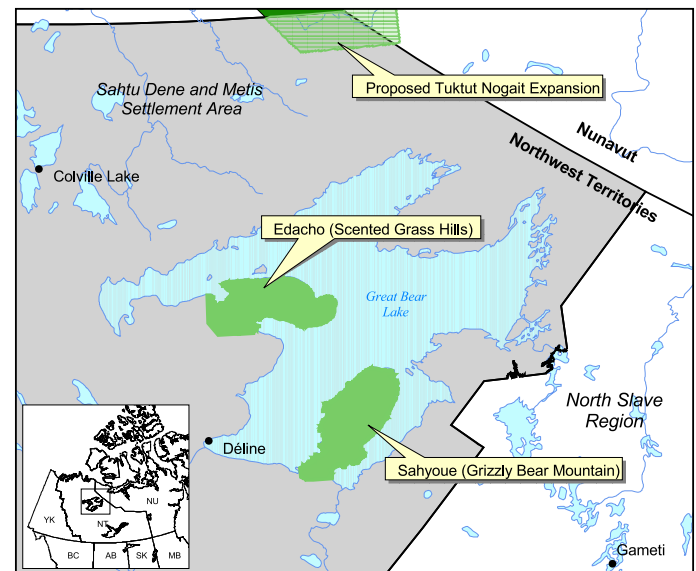 Proposed Tuktut Nogait Expansion
Sahtu Dene and Metis
Settlement Area
Nunavut
Northwest Territories
Colville Lake
Edacho (Scented Grass Hills)
Great Bear
Lake
North Slave
Region
Déline
Sahyoue (Grizzly Bear Mountain)
Gameti
YK
NT
NU
BC
AB
SK
MB